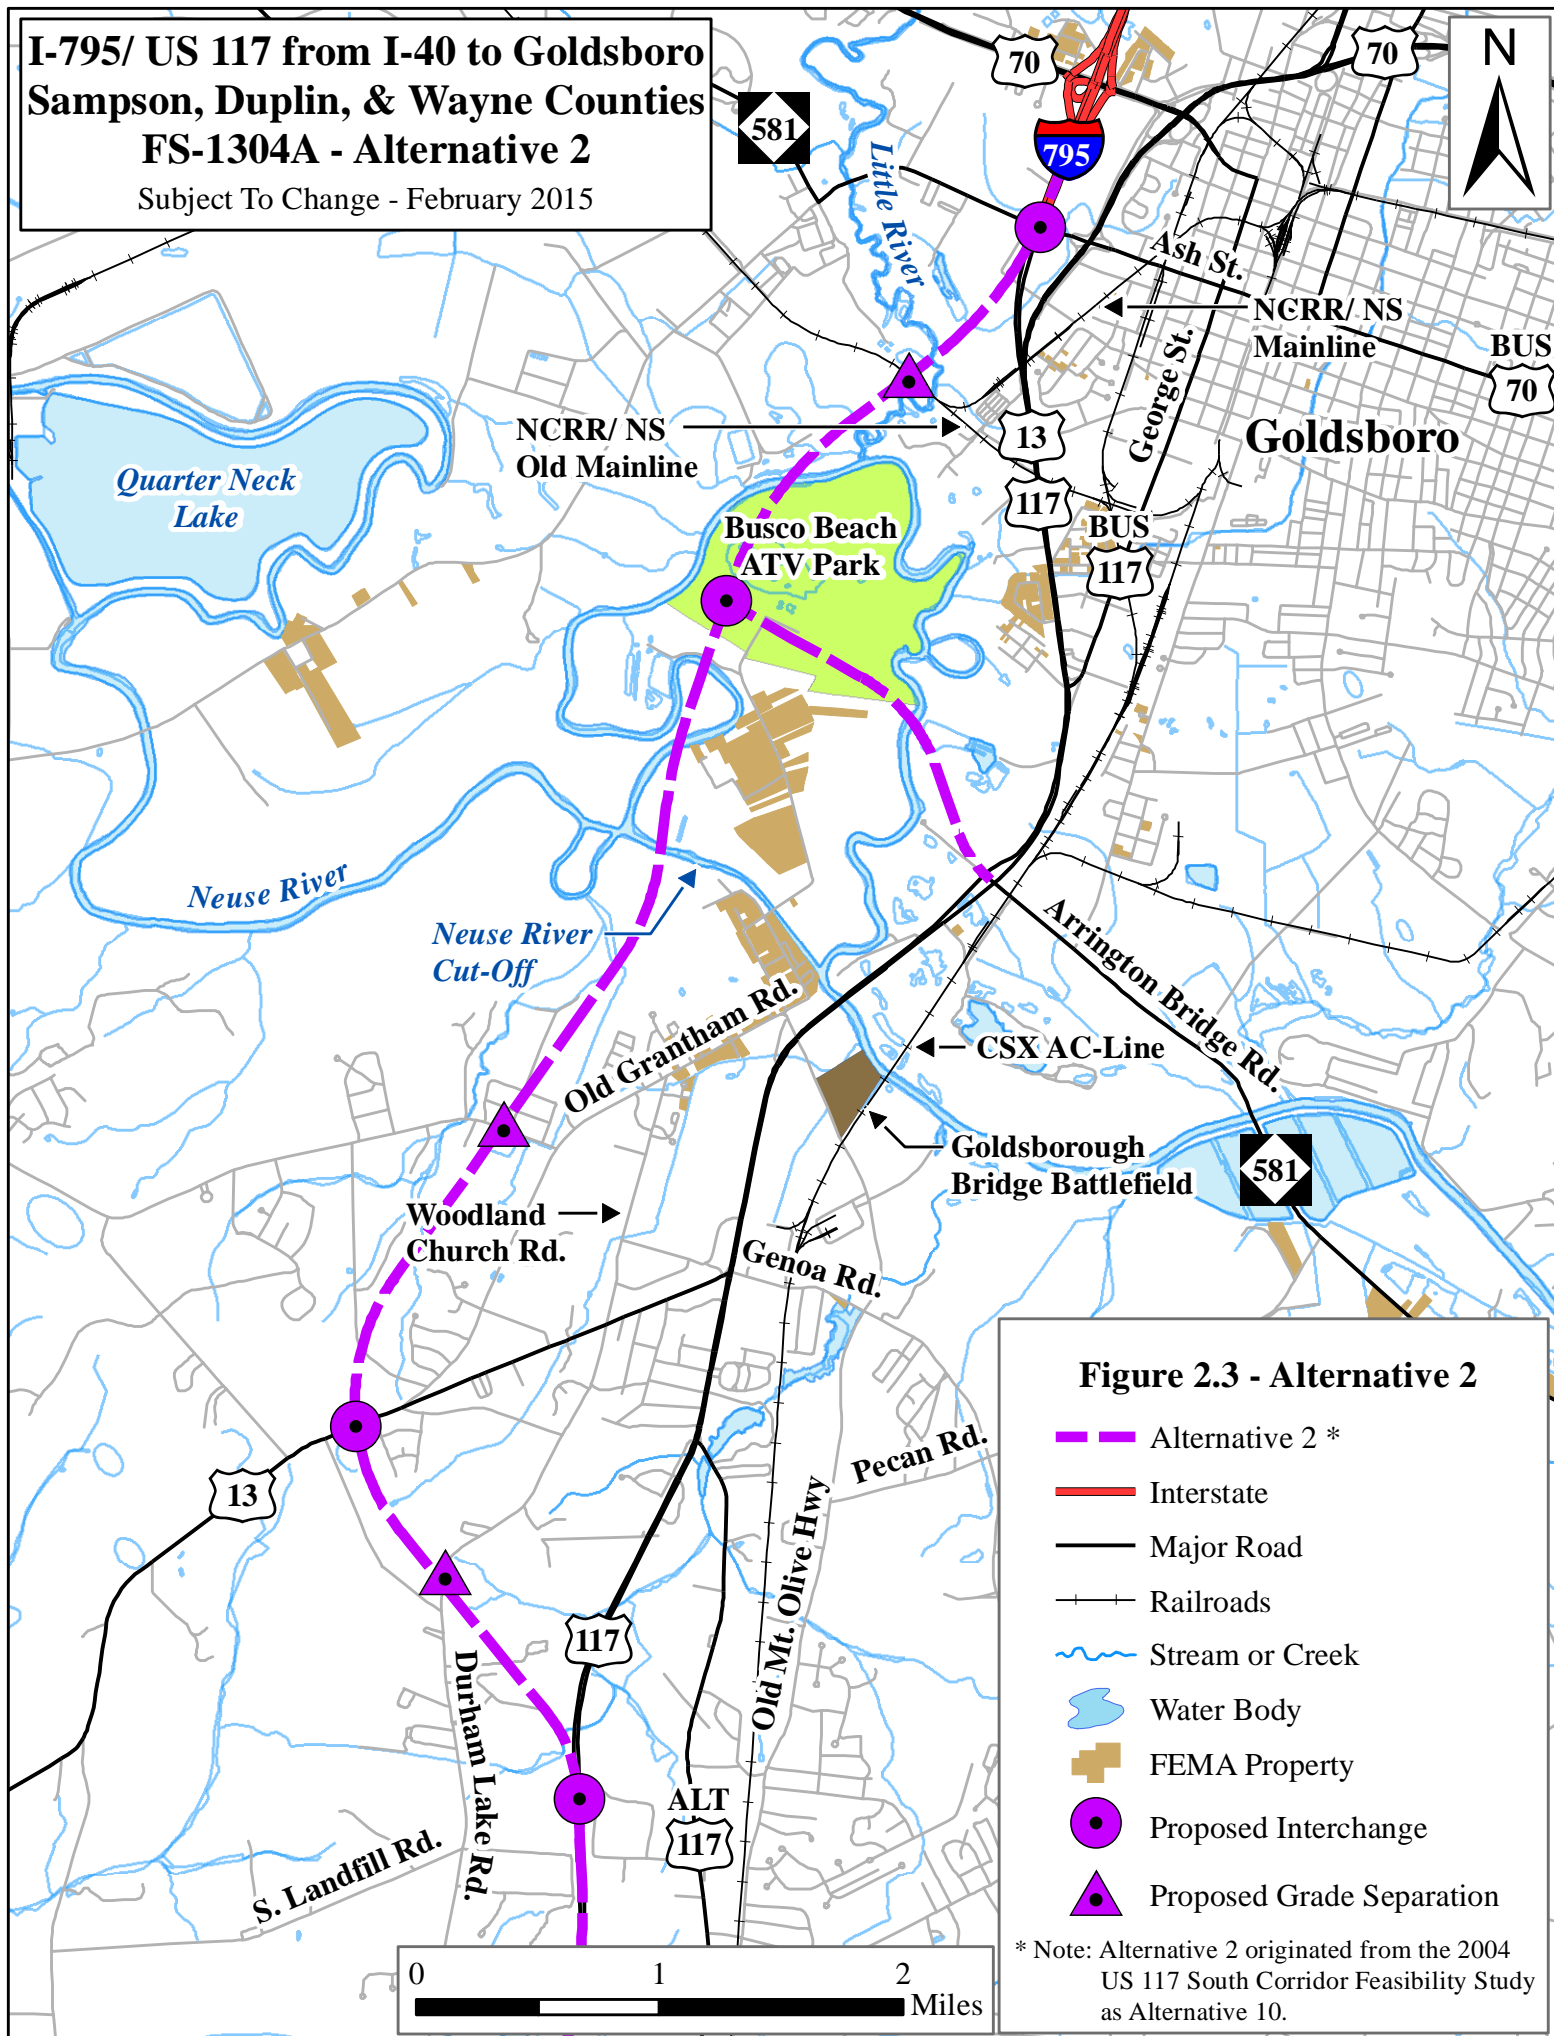 I-795/ US 117 from I-40 to Goldsboro
Sampson, Duplin, & Wayne Counties
FS-1304A - Alternative 2
Subject To Change - February 2015
N
70
70
581
795
Little River
Ash St.
NCRR/ NS
Mainline
BUS
70
George St.
NCRR/ NS
Old Mainline
13
Goldsboro
117
Quarter Neck
Lake
Busco Beach
ATV Park
BUS
117
Neuse River
Neuse River
Cut-Off
Arrington Bridge Rd.
Old Grantham Rd.
CSX AC-Line
Goldsborough
Bridge Battlefield
581
Woodland
Church Rd.
Genoa Rd.
13
Pecan Rd.
Old Mt. Olive Hwy
117
Durham Lake Rd.
ALT
117
S. Landfill Rd.
Figure 2.3 - Alternative 2
Alternative 2 *
Interstate
Major Road
Railroads
Stream or Creek
Water Body
FEMA Property
Proposed Interchange
Proposed Grade Separation
* Note: Alternative 2 originated from the 2004
US 117 South Corridor Feasibility Study
as Alternative 10.
0 1 2
Miles